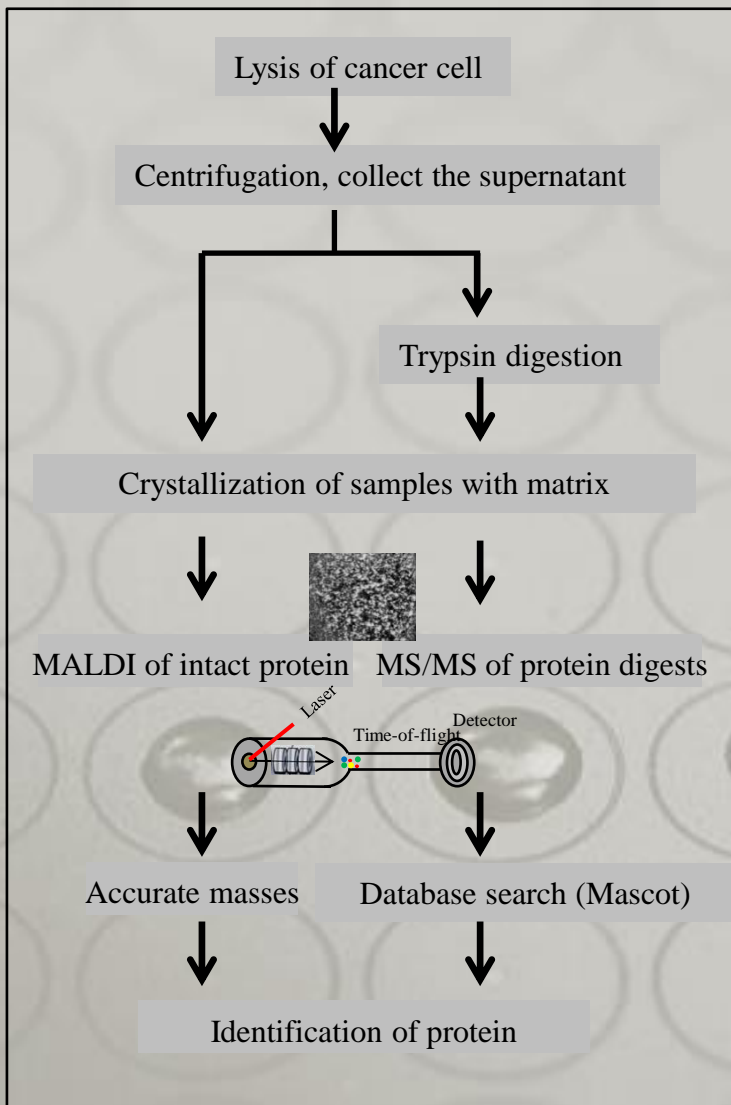 Lysis of cancer cell
Centrifugation, collect the supernatant
Trypsin digestion
Crystallization of samples with matrix
MALDI of intact protein
MS/MS of protein digests
Laser
Time-of-flight
Detector
Accurate masses
Database search (Mascot)
Identification of protein